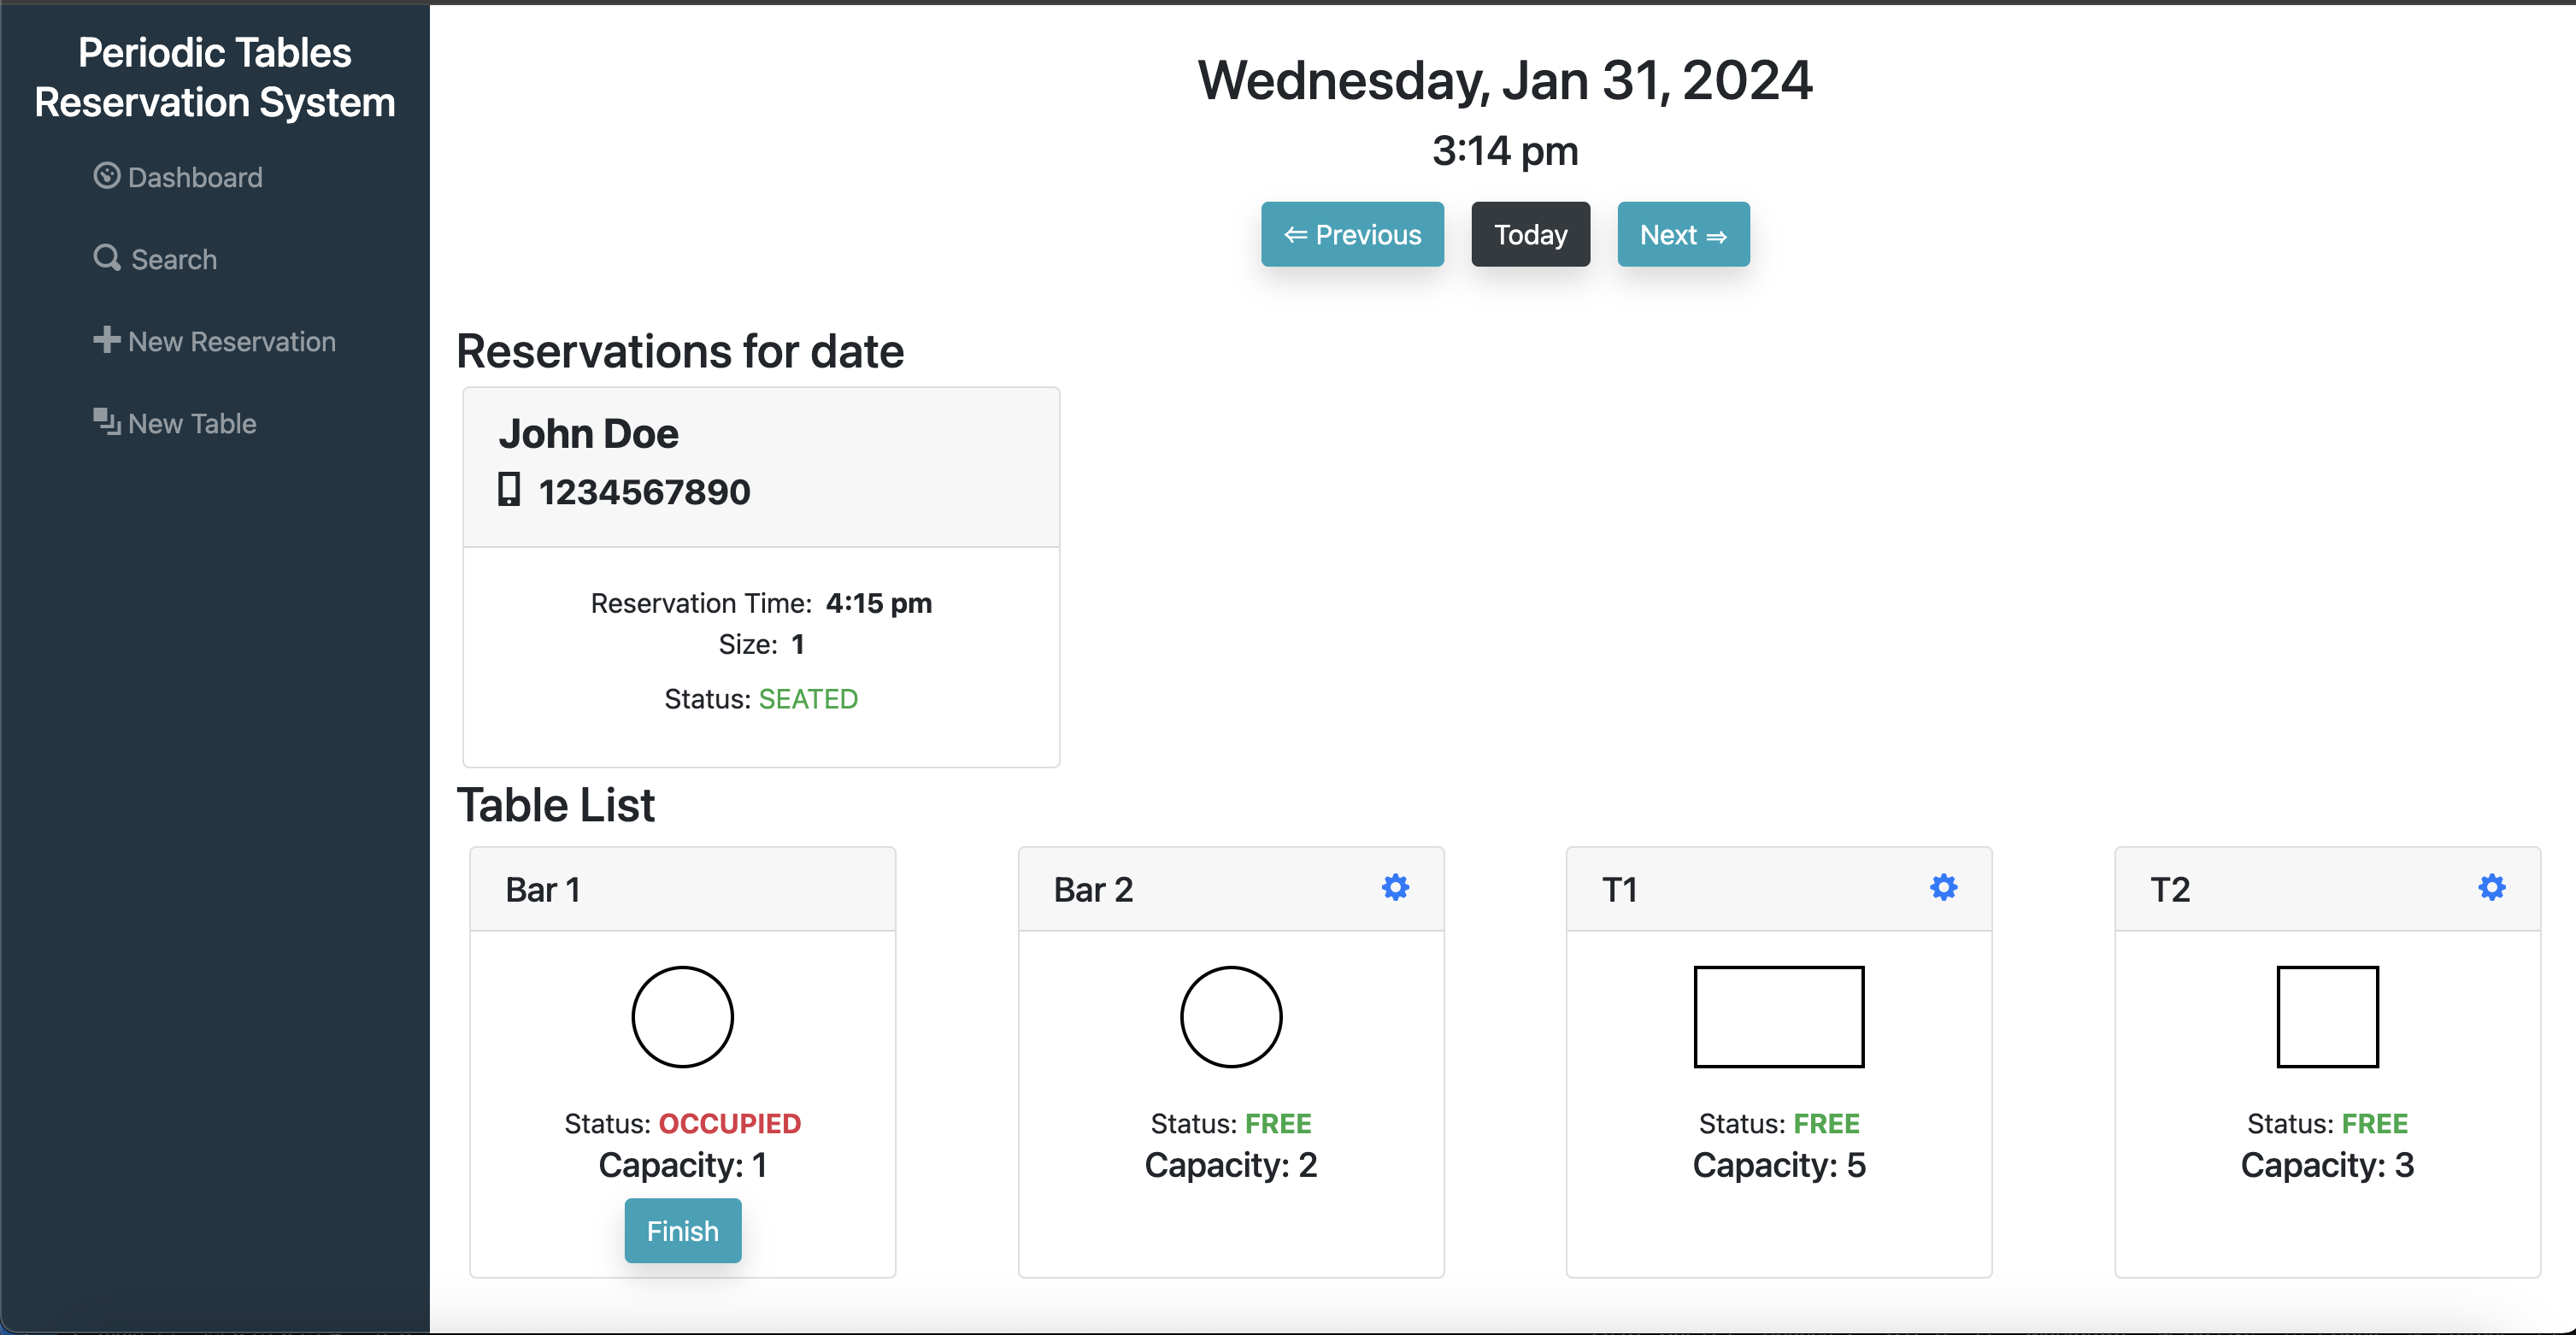 Periodic Tables
Reservation System
Dashboard
Search
New Reservation
New Table
Wednesday, Jan 31, 2024
3:14 pm
⇐ Previous
Today
Next ⇒
Reservations for date
John Doe
1234567890
Reservation Time: 4:15 pm
Size: 1
Status: SEATED
Table List
Bar 1
Status: OCCUPIED
Capacity: 1
Finish
Bar 2
Status: FREE
Capacity: 2
T1
Status: FREE
Capacity: 5
T2
Status: FREE
Capacity: 3